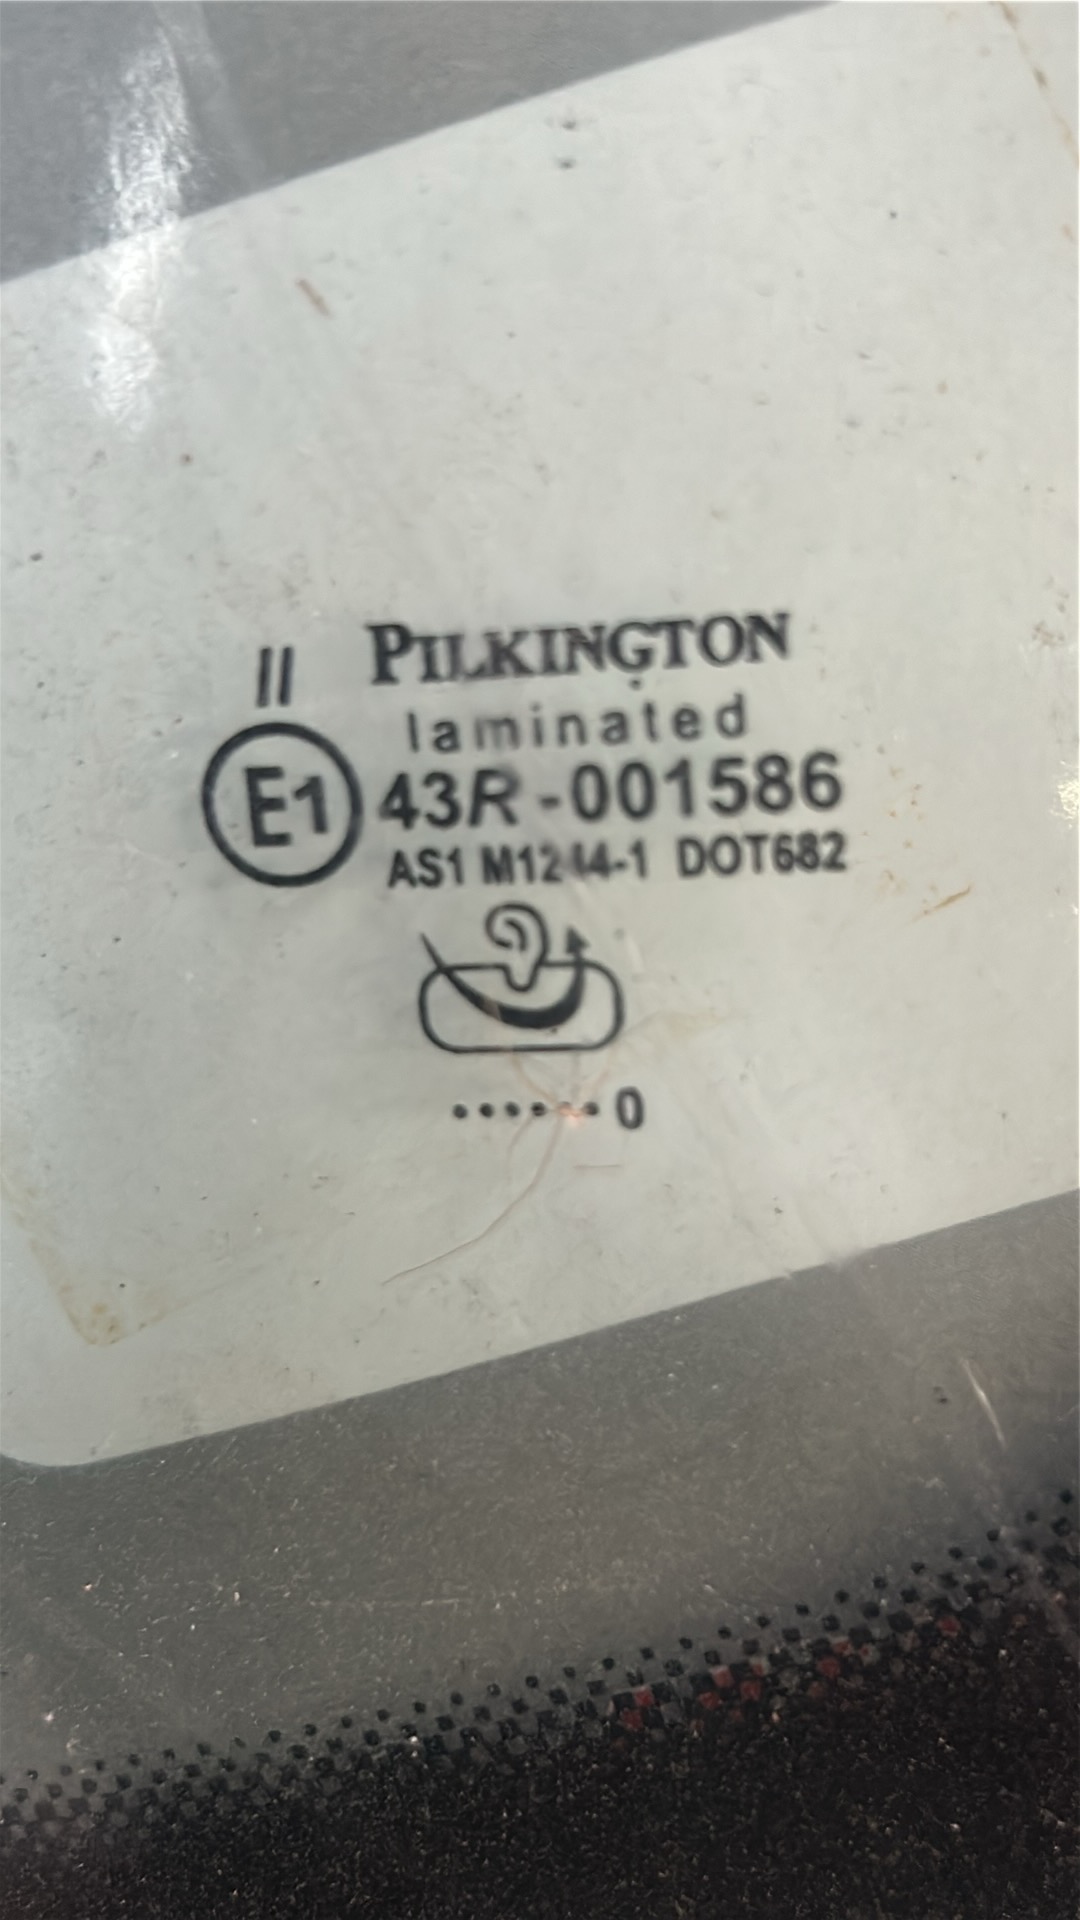 II PILKINGTON
laminated
E1 43R-001586
AS1 M1244-1 DOT682
...... 0